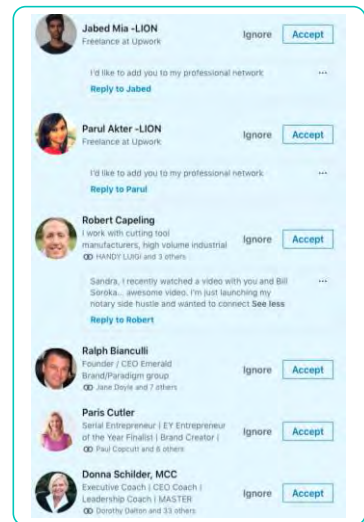 Jabed Mia -LION
Freelance at Upwork
Ignore
Accept
I'd like to add you to my professional network
...
Reply to Jabed
Parul Akter -LION
Freelance at Upwork
Ignore
Accept
I'd like to add you to my professional network
...
Reply to Parul
Robert Capeling
I work with cutting tool
manufacturers, high volume industrial
HANDY LUIGI and 3 others
Ignore
Accept
Sandra, I recently watched a video with you and Bill
Soroka... awesome video. I'm just launching my
notary side hustle and wanted to connect See less
...
Reply to Robert
Ralph Bianculli
Founder / CEO Emerald
Brand/Paradigm group
Jane Doyle and 7 others
Ignore
Accept
Paris Cutler
Serial Entrepreneur | EY Entrepreneur
of the Year Finalist | Brand Creator |
Paul Copcutt and 6 others
Ignore
Accept
Donna Schilder, MCC
Executive Coach | CEO Coach |
Leadership Coach | MASTER
Dorothy Dalton and 33 others
Ignore
Accept